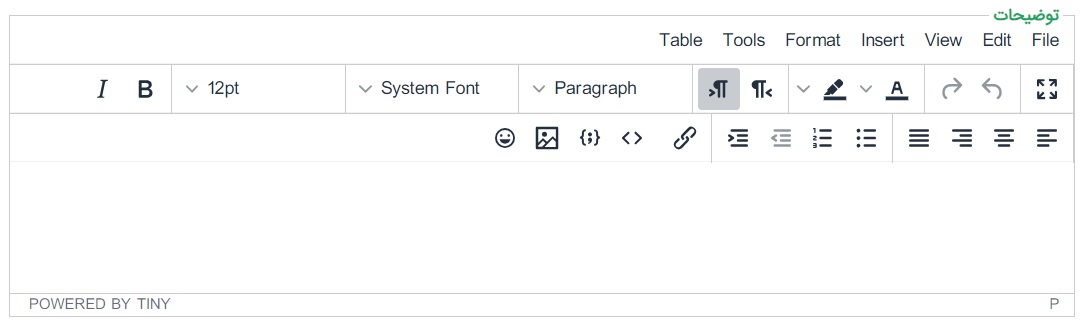 توضیحات
File Edit View Insert Format Tools Table
Paragraph System Font 12pt B I
P POWERED BY TINY